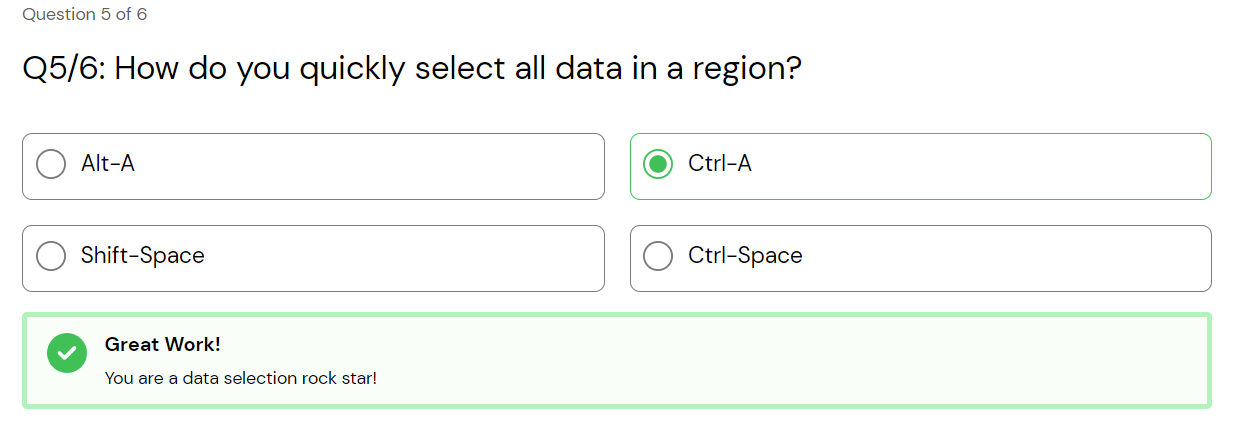 Question 5 of 6
Q5/6: How do you quickly select all data in a region?
Alt-A
Ctrl-A
Shift-Space
Ctrl-Space
Great Work!
You are a data selection rock star!